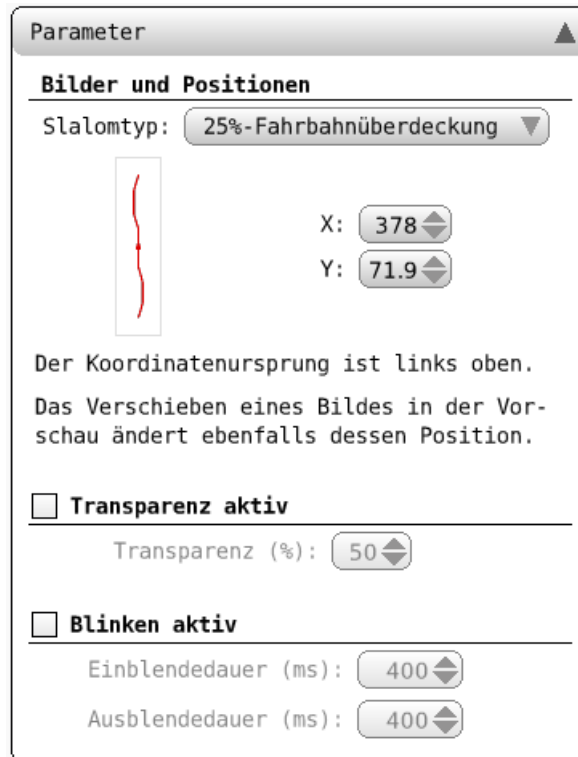 Parameter
Bilder und Positionen
Slalomtyp: 25%-Fahrbahnüberdeckung
X: 378
Y: 71.9
Der Koordinatenursprung ist links oben.
Das Verschieben eines Bildes in der Vor-
schau ändert ebenfalls dessen Position.
Transparenz aktiv
Transparenz (%): 50
Blinken aktiv
Einblendedauer (ms): 400
Ausblendedauer (ms): 400